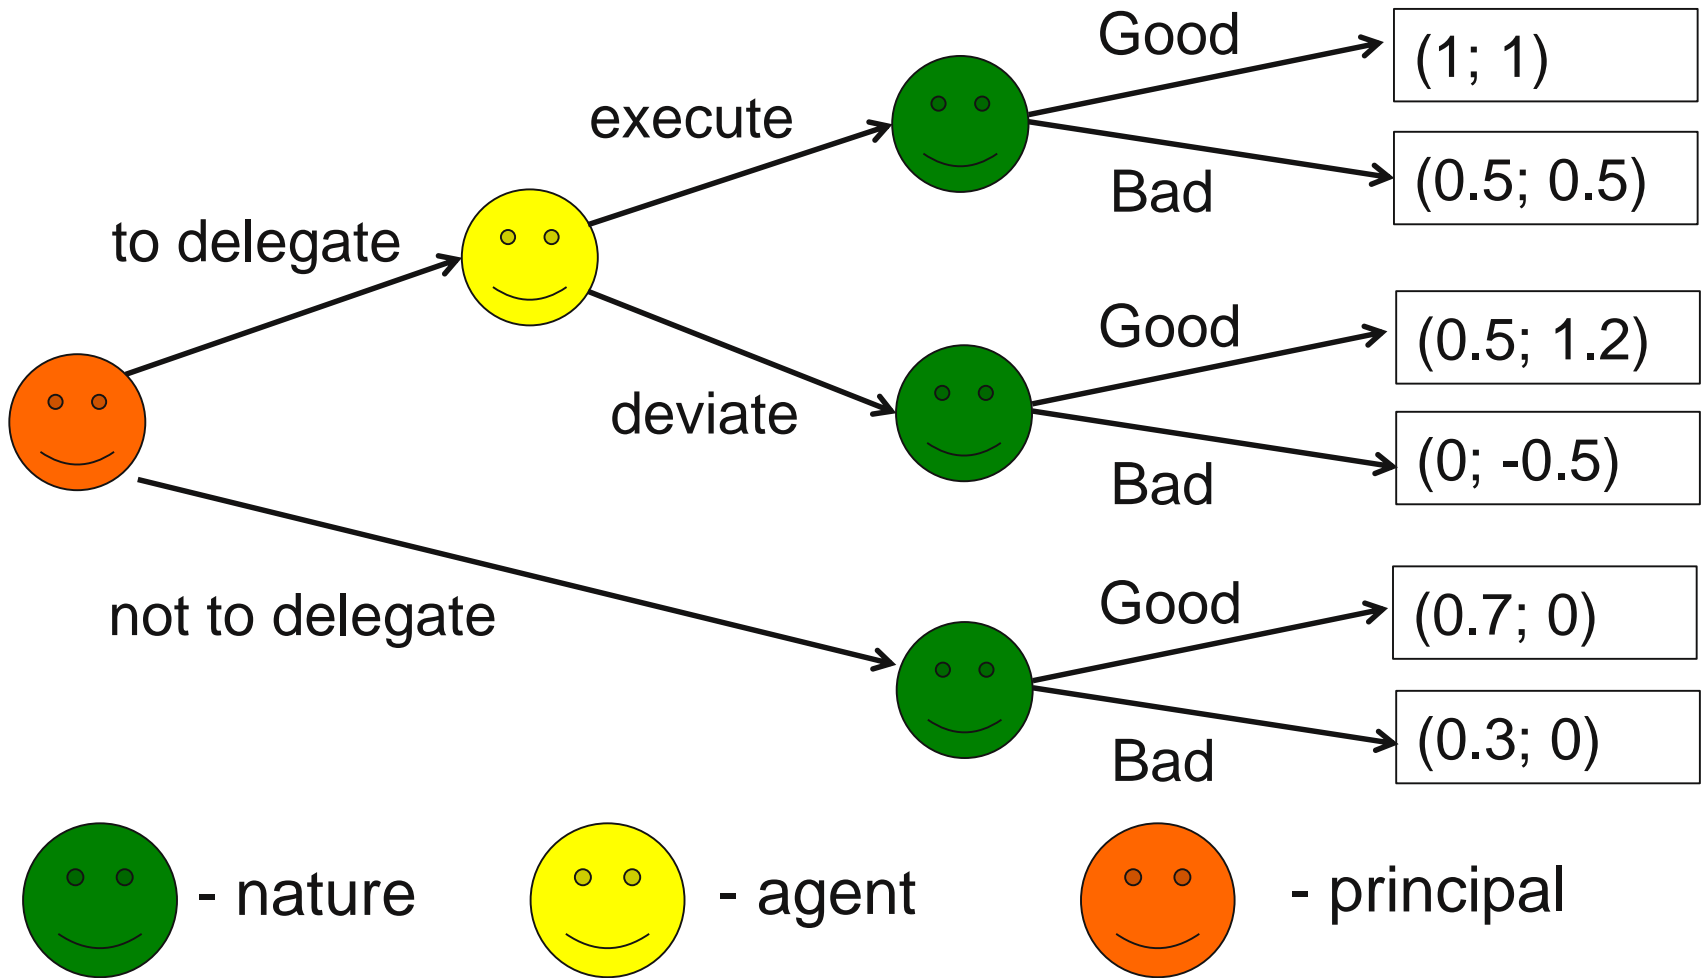 Good
(1; 1)
execute
Bad
(0.5; 0.5)
to delegate
Good
(0.5; 1.2)
deviate
Bad
(0; -0.5)
not to delegate
Good
(0.7; 0)
Bad
(0.3; 0)
- nature
- agent
- principal